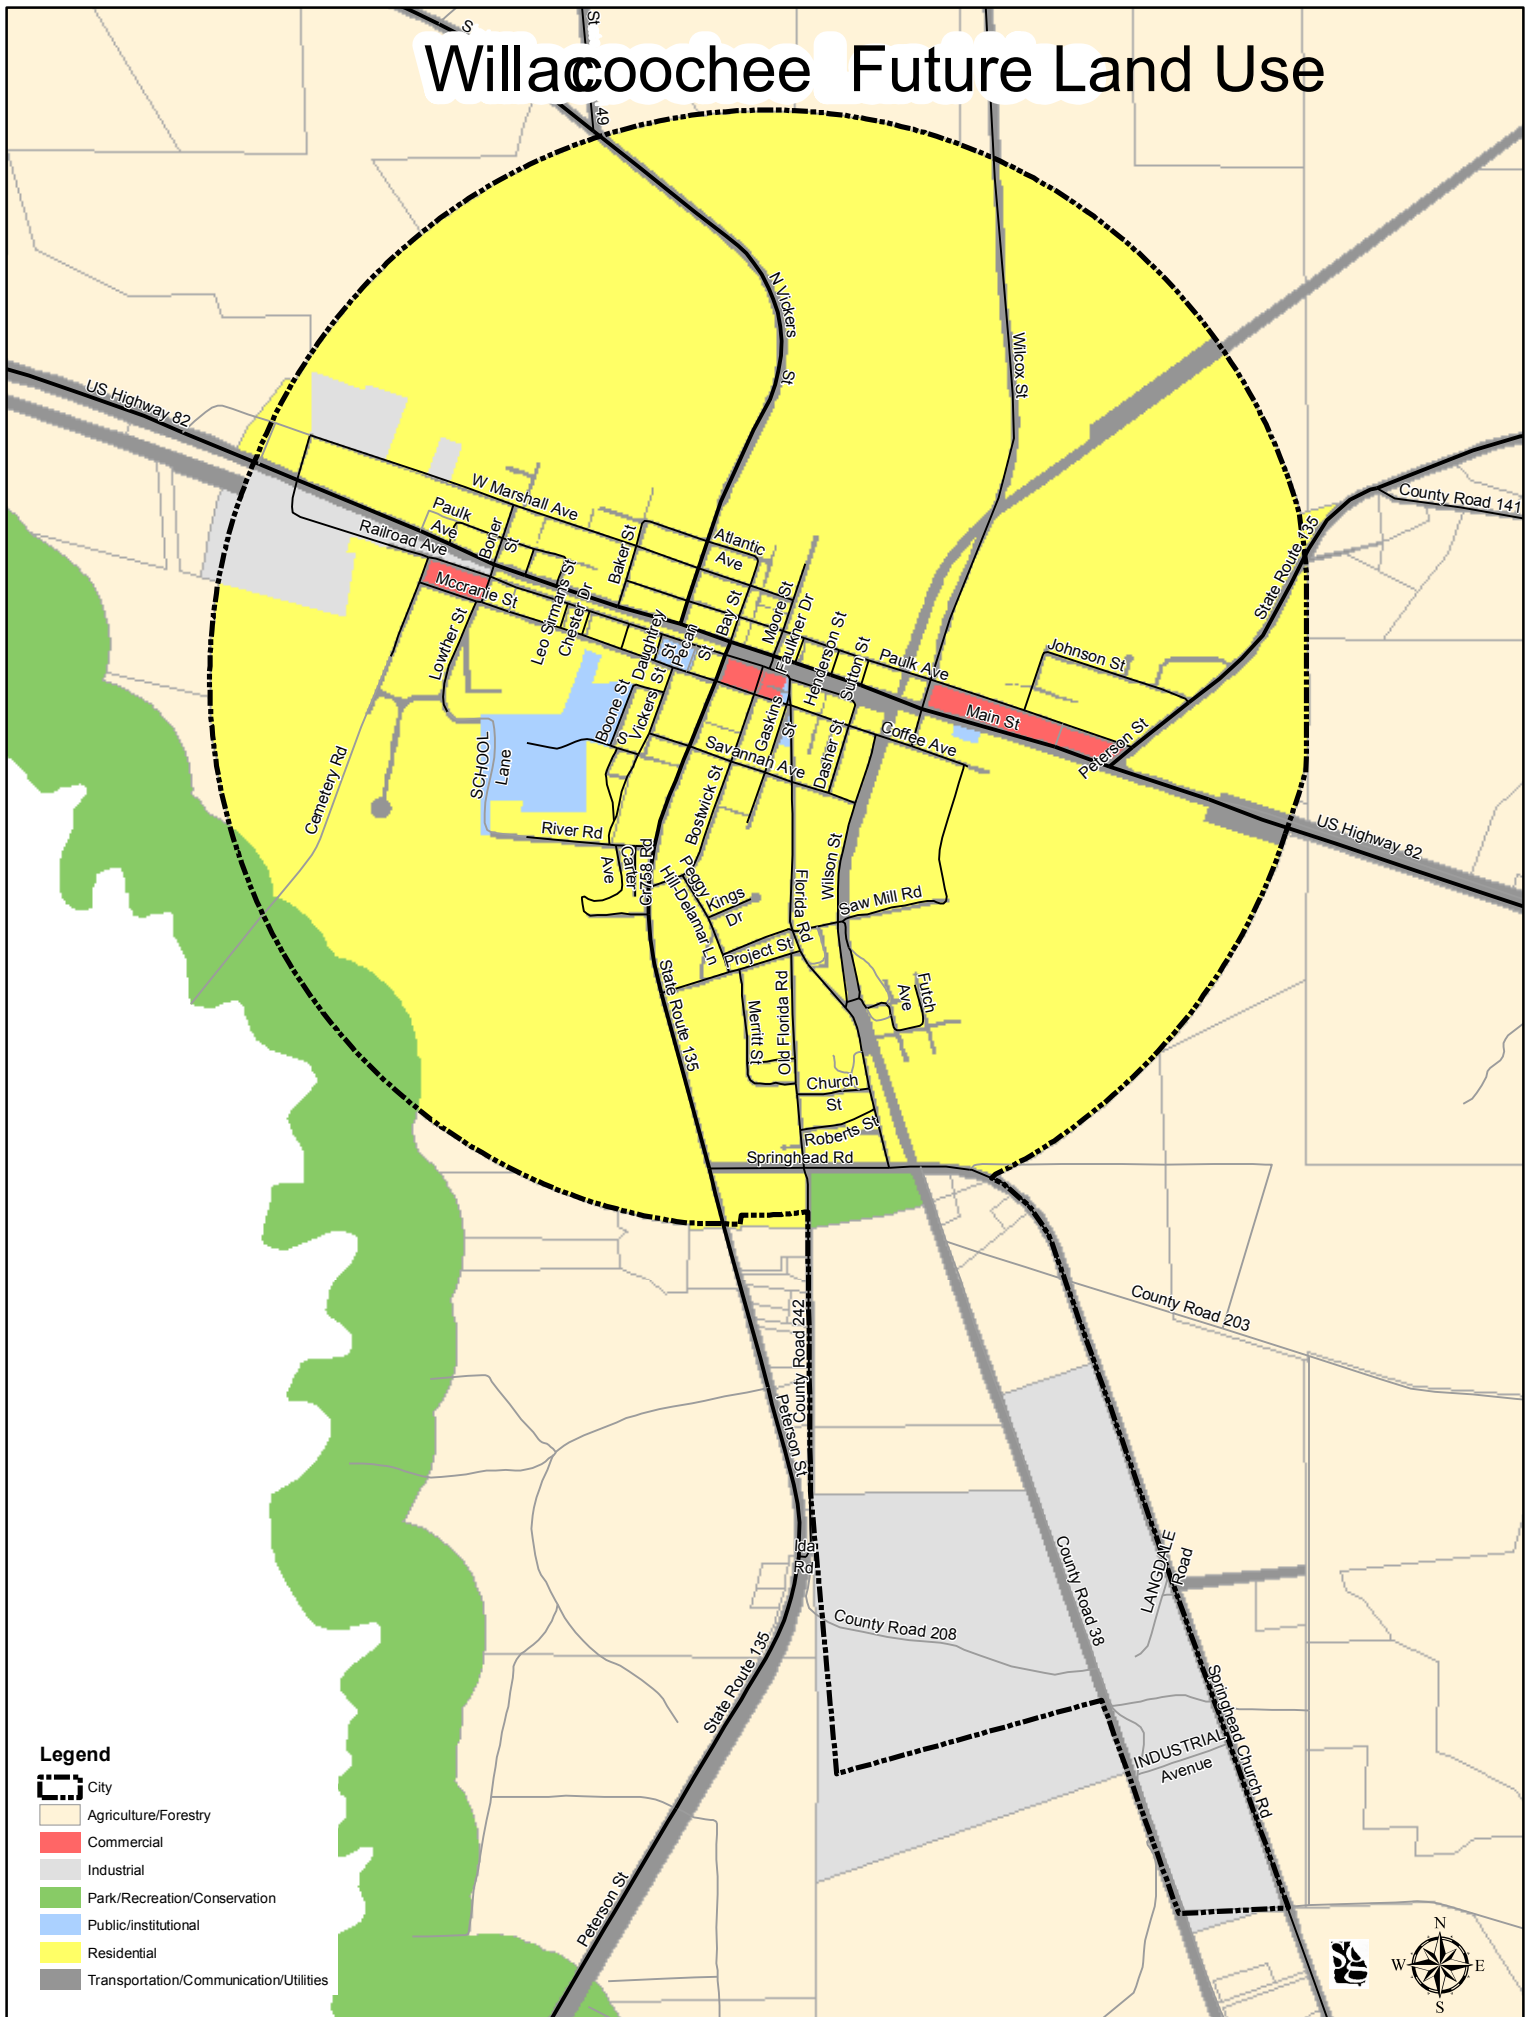 Willacoochee Future Land Use
S
St
49
N Vickers
St
Wilcox St
US Highway 82
W Marshall Ave
Paulk
Ave
Boner
St
Railroad Ave
Mccranie St
Lowther St
Leo Sirmans St
Chester Dr
Baker St
Atlantic
Ave
Daughtrey
St
Pecan
St
Bay St
Moore St
Faulkner Dr
Henderson St
Sutton St
Paulk Ave
Johnson St
State Route 135
County Road 141
Main St
Peterson St
US Highway 82
Boone St
S
Vickers St
Gaskins
St
Dasher St
Coffee Ave
Savannah Ave
Bostwick St
SCHOOL
Lane
Cemetery Rd
River Rd
Carter
Ave
Cr758 Rd
Peggy
Hill-Delamar Ln
Kings
Dr
Florida Rd
Wilson St
Saw Mill Rd
Project St
State Route 135
Merritt St
Old Florida Rd
Futch
Ave
Church
St
Roberts St
Springhead Rd
County Road 203
County Road 242
Peterson St
Ida
Rd
County Road 208
County Road 38
LANGDALE
Road
Springhead Church Rd
INDUSTRIAL
Avenue
State Route 135
Peterson St
Legend
City
Agriculture/Forestry
Commercial
Industrial
Park/Recreation/Conservation
Public/institutional
Residential
Transportation/Communication/Utilities
N
W
E
S